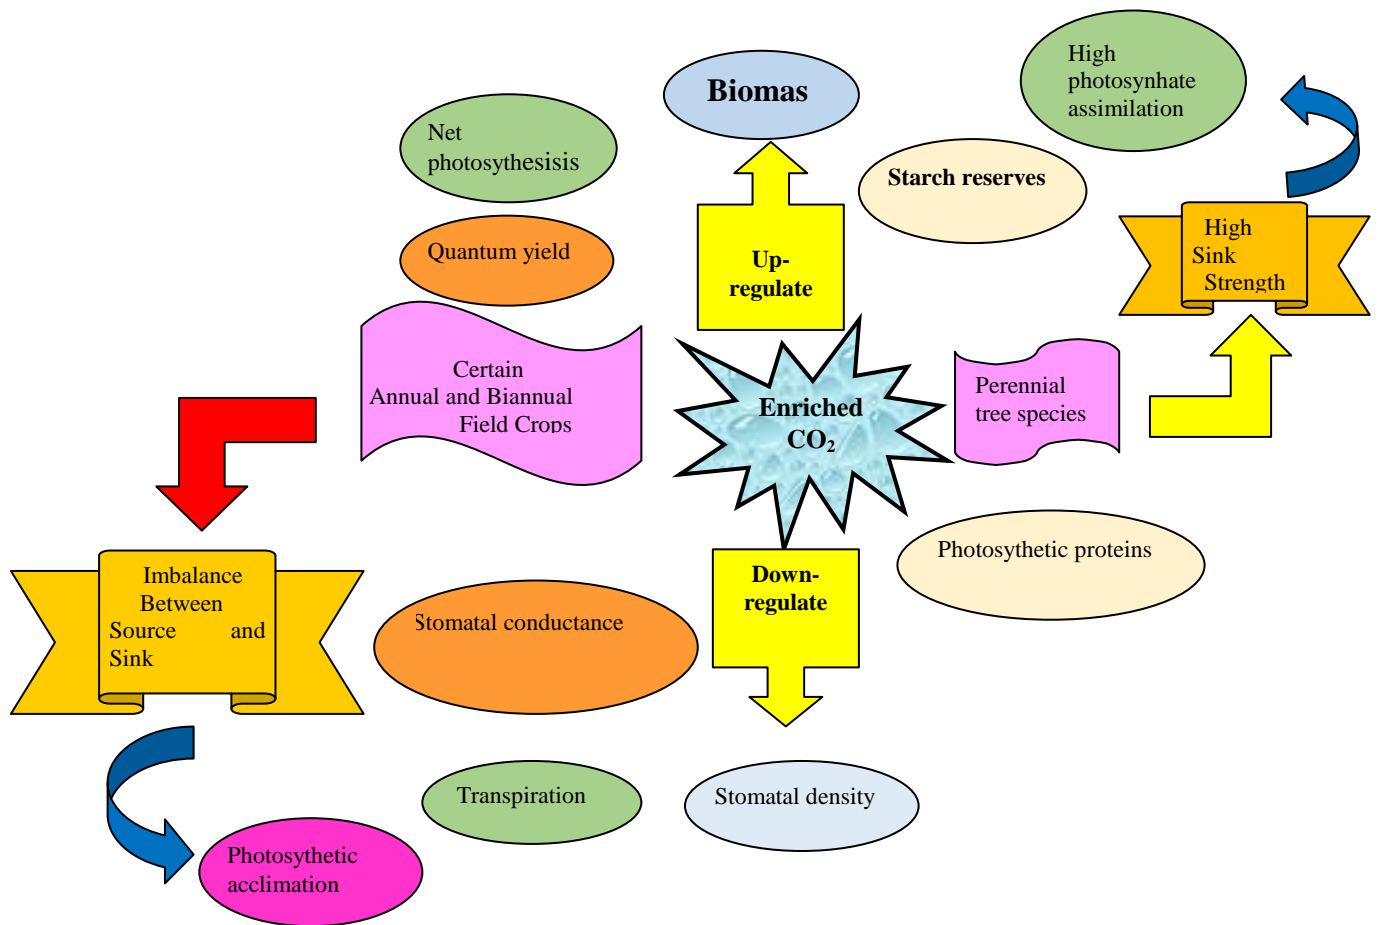 High
photosynhate
assimilation
Biomas
Net
photosythesisis
Starch reserves
Quantum yield
Up-
regulate
High
Sink
Strength
Certain
Annual and Biannual
Field Crops
Enriched
CO₂
Perennial
tree species
Imbalance
Between
Source and
Sink
Stomatal conductance
Down-
regulate
Photosythetic proteins
Transpiration
Stomatal density
Photosythetic
acclimation